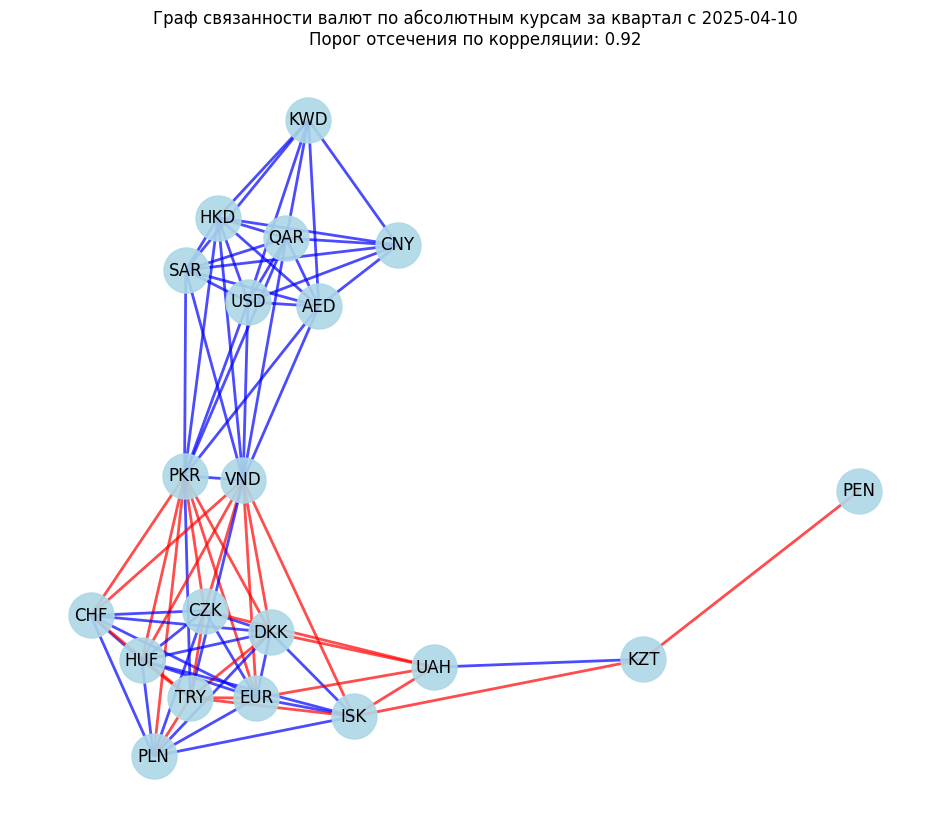 Граф связанности валют по абсолютным курсам за квартал с 2025-04-10
Порог отсечения по корреляции: 0.92
KWD
HKD
QAR
CNY
SAR
USD
AED
PKR
VND
PEN
CHF
CZK
DKK
HUF
UAH
KZT
TRY
EUR
ISK
PLN